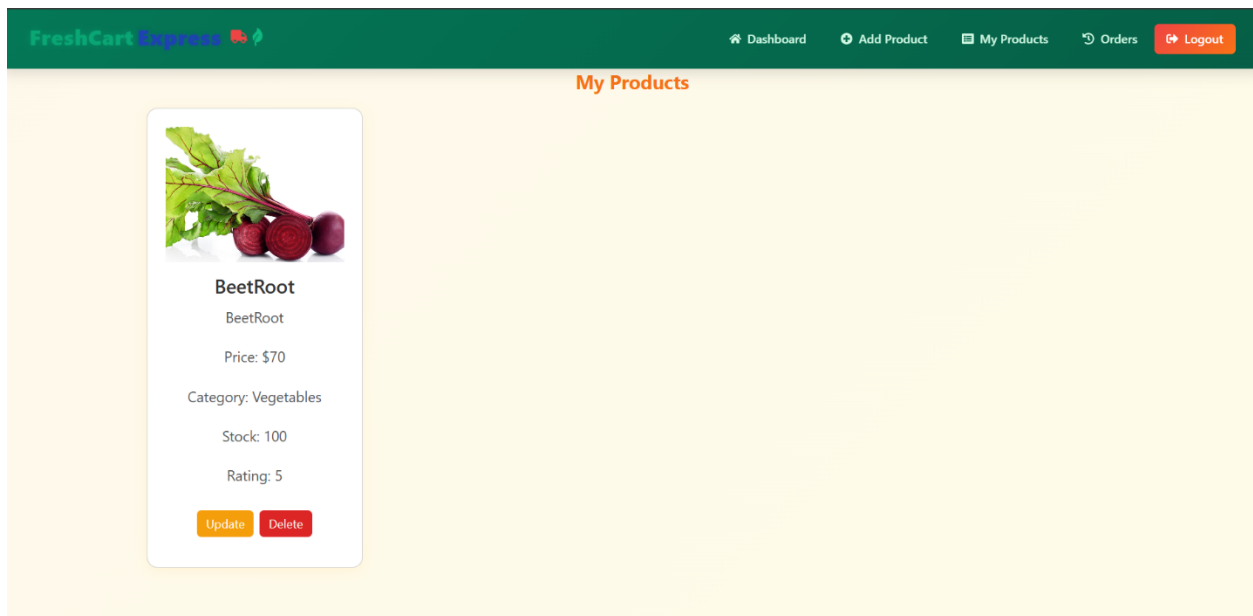 FreshCart Express
Dashboard
Add Product
My Products
Orders
Logout
My Products
BeetRoot
BeetRoot
Price: $70
Category: Vegetables
Stock: 100
Rating: 5
Update
Delete